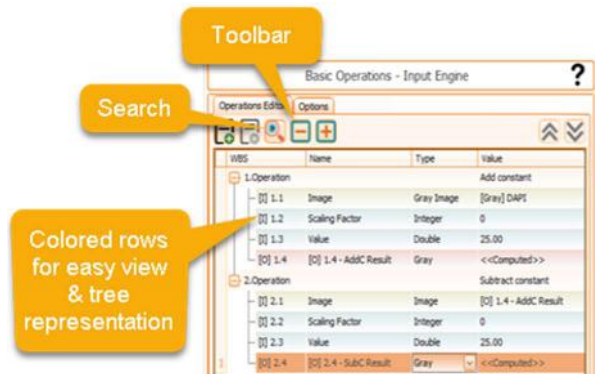 Toolbar
Basic Operations - Input Engine ?
Search
Operations Editor Options
WBS Name Type Value
1.Operation Add constant
[I] 1.1 Image Gray Image [Gray] DAPI
[I] 1.2 Scaling Factor Integer 0
[I] 1.3 Value Double 25.00
[O] 1.4 [O] 1.4 - AddC Result Gray <<Computed>>
Colored rows
for easy view
& tree
representation
2.Operation Subtract constant
[I] 2.1 Image Image [O] 1.4 - AddC Result
[I] 2.2 Scaling Factor Integer 0
[I] 2.3 Value Double 25.00
[O] 2.4 [O] 2.4 - SubC Result Gray <<Computed>>